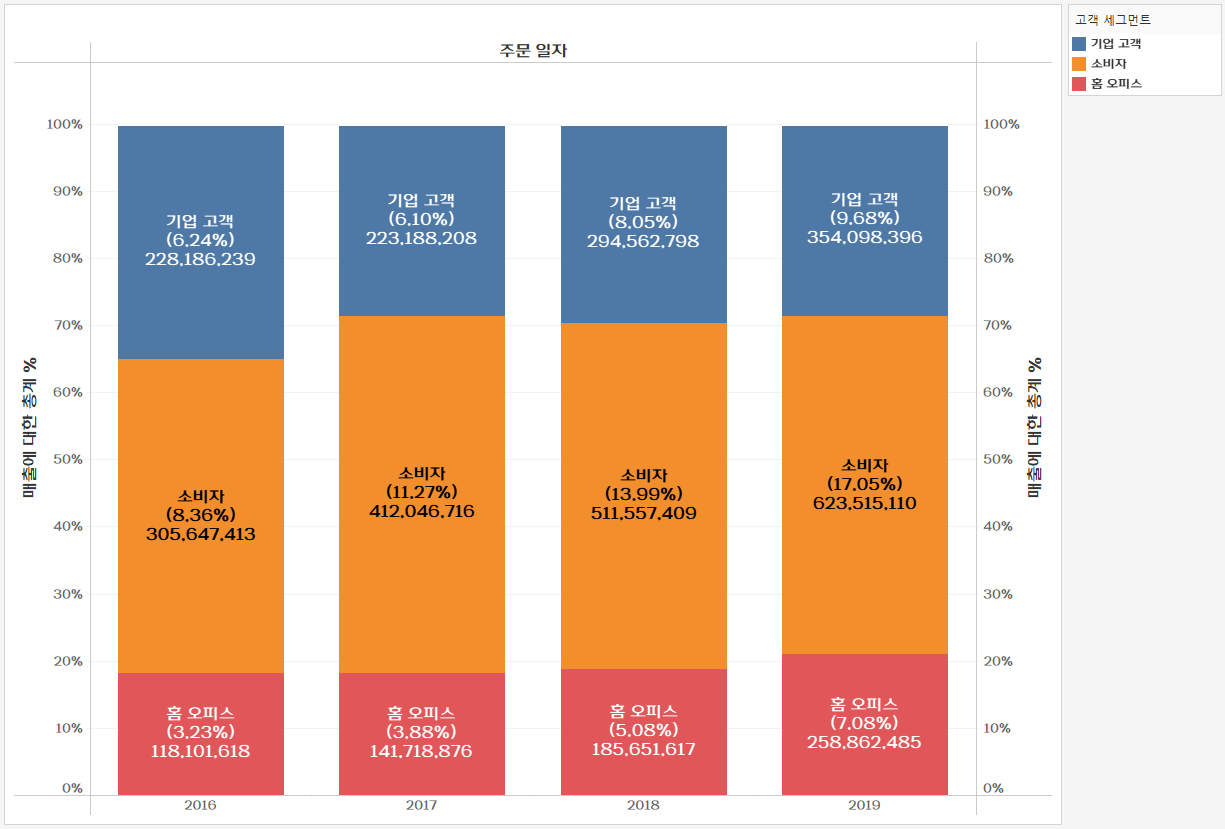 주문 일자
고객 세그먼트
기업 고객
소비자
홈 오피스
매출에 대한 총계 %
100%
90%
80%
70%
60%
50%
40%
30%
20%
10%
0%
기업 고객
(6.24%)
228,186,239
소비자
(8.36%)
305,647,413
홈 오피스
(3.23%)
118,101,618
기업 고객
(6.10%)
223,188,208
소비자
(11.27%)
412,046,716
홈 오피스
(3.88%)
141,718,876
기업 고객
(8.05%)
294,562,798
소비자
(13.99%)
511,557,409
홈 오피스
(5.08%)
185,651,617
기업 고객
(9.68%)
354,098,396
소비자
(17.05%)
623,515,110
홈 오피스
(7.08%)
258,862,485
100%
90%
80%
70%
60%
50%
40%
30%
20%
10%
0%
매출에 대한 총계 %
2016
2017
2018
2019